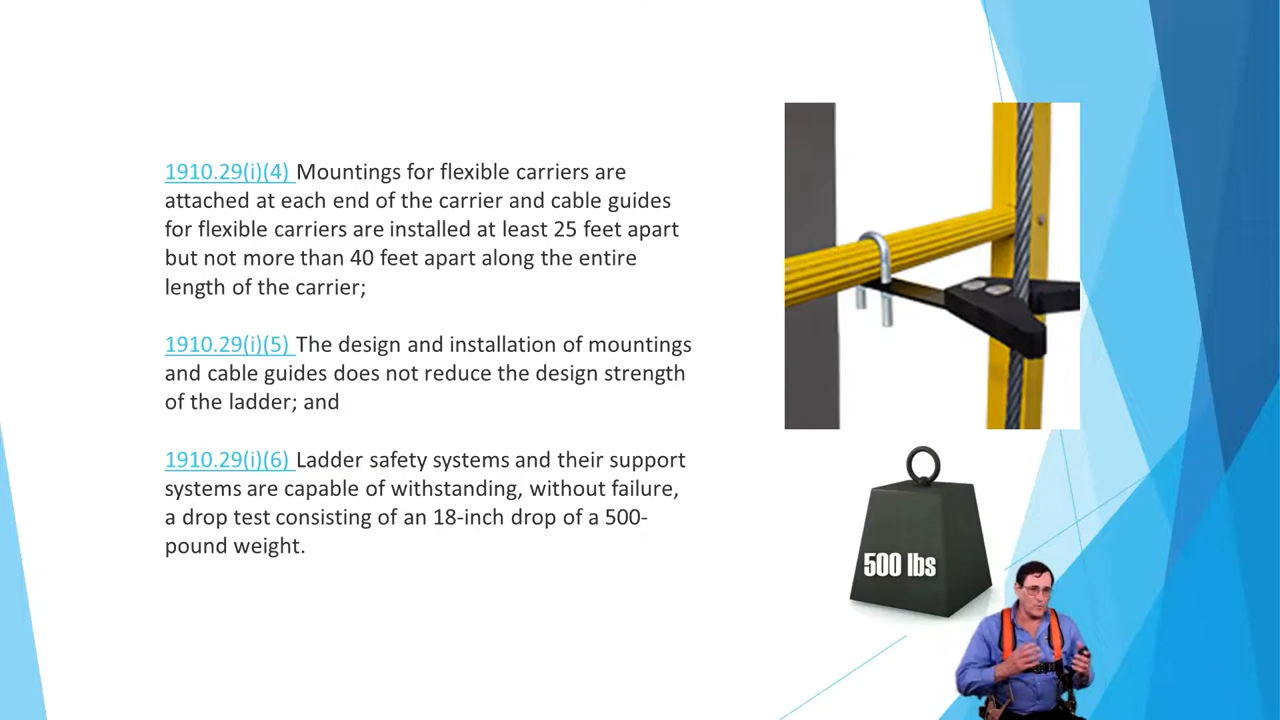 1910.29(i)(4) Mountings for flexible carriers are
attached at each end of the carrier and cable guides
for flexible carriers are installed at least 25 feet apart
but not more than 40 feet apart along the entire
length of the carrier;
1910.29(i)(5) The design and installation of mountings
and cable guides does not reduce the design strength
of the ladder; and
1910.29(i)(6) Ladder safety systems and their support
systems are capable of withstanding, without failure,
a drop test consisting of an 18-inch drop of a 500-
pound weight.
500 lbs